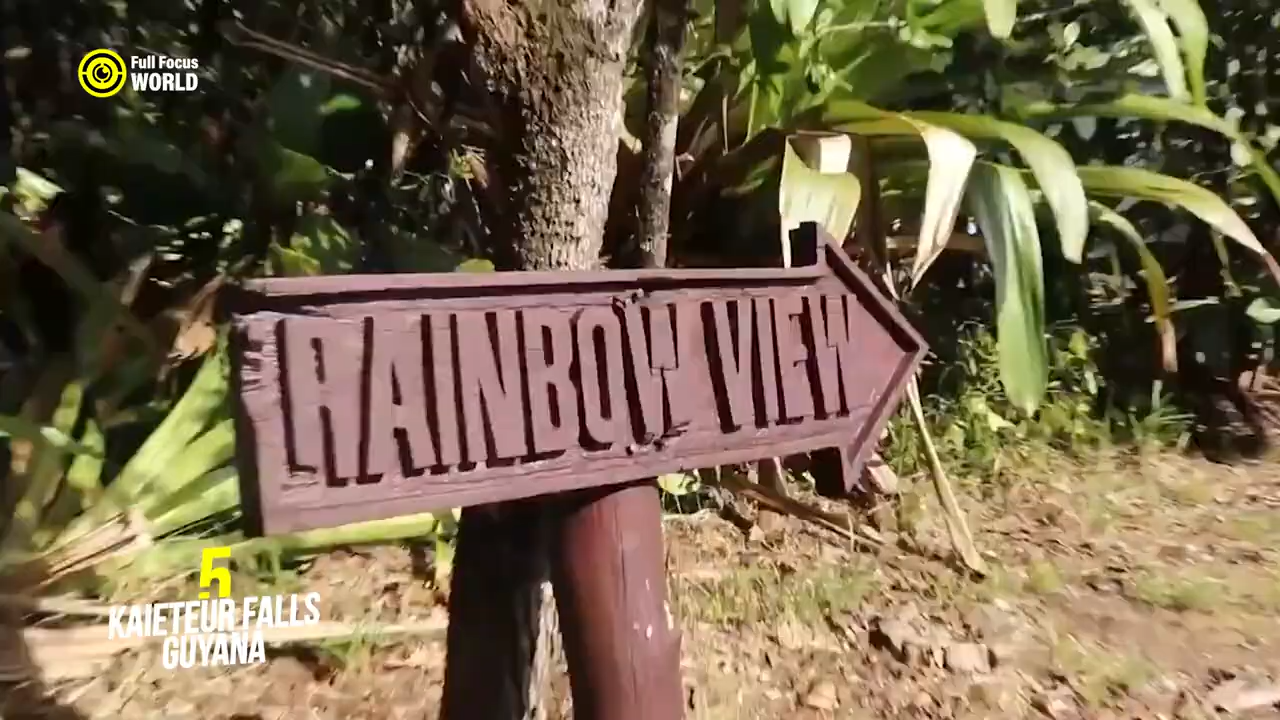 Full Focus
WORLD
RAINBOW VIEW
5
KAIETEUR FALLS
GUYANA